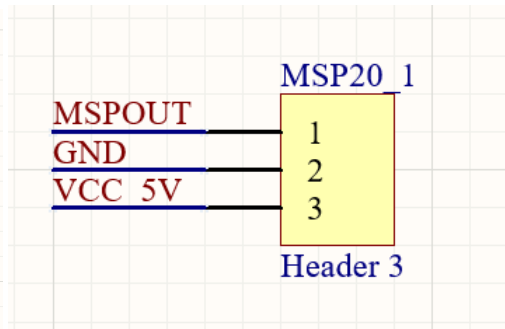 MSP20_1
MSPOUT 1
GND 2
VCC 5V 3
Header 3